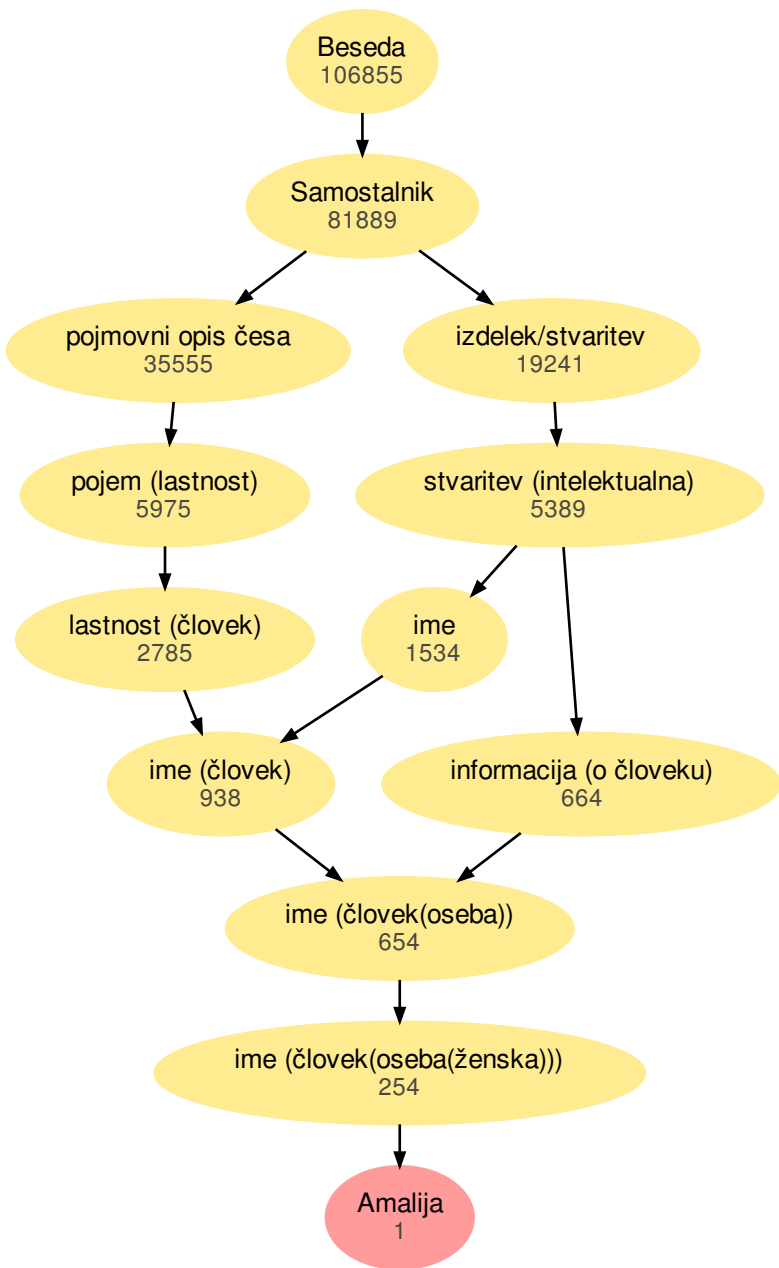 Beseda
106855
Samostalnik
81889
pojmovni opis česa
35555
izdelek/stvaritev
19241
pojem (lastnost)
5975
stvaritev (intelektualna)
5389
lastnost (človek)
2785
ime
1534
ime (človek)
938
informacija (o človeku)
664
ime (človek(oseba))
654
ime (človek(oseba(ženska)))
254
Amalija
1